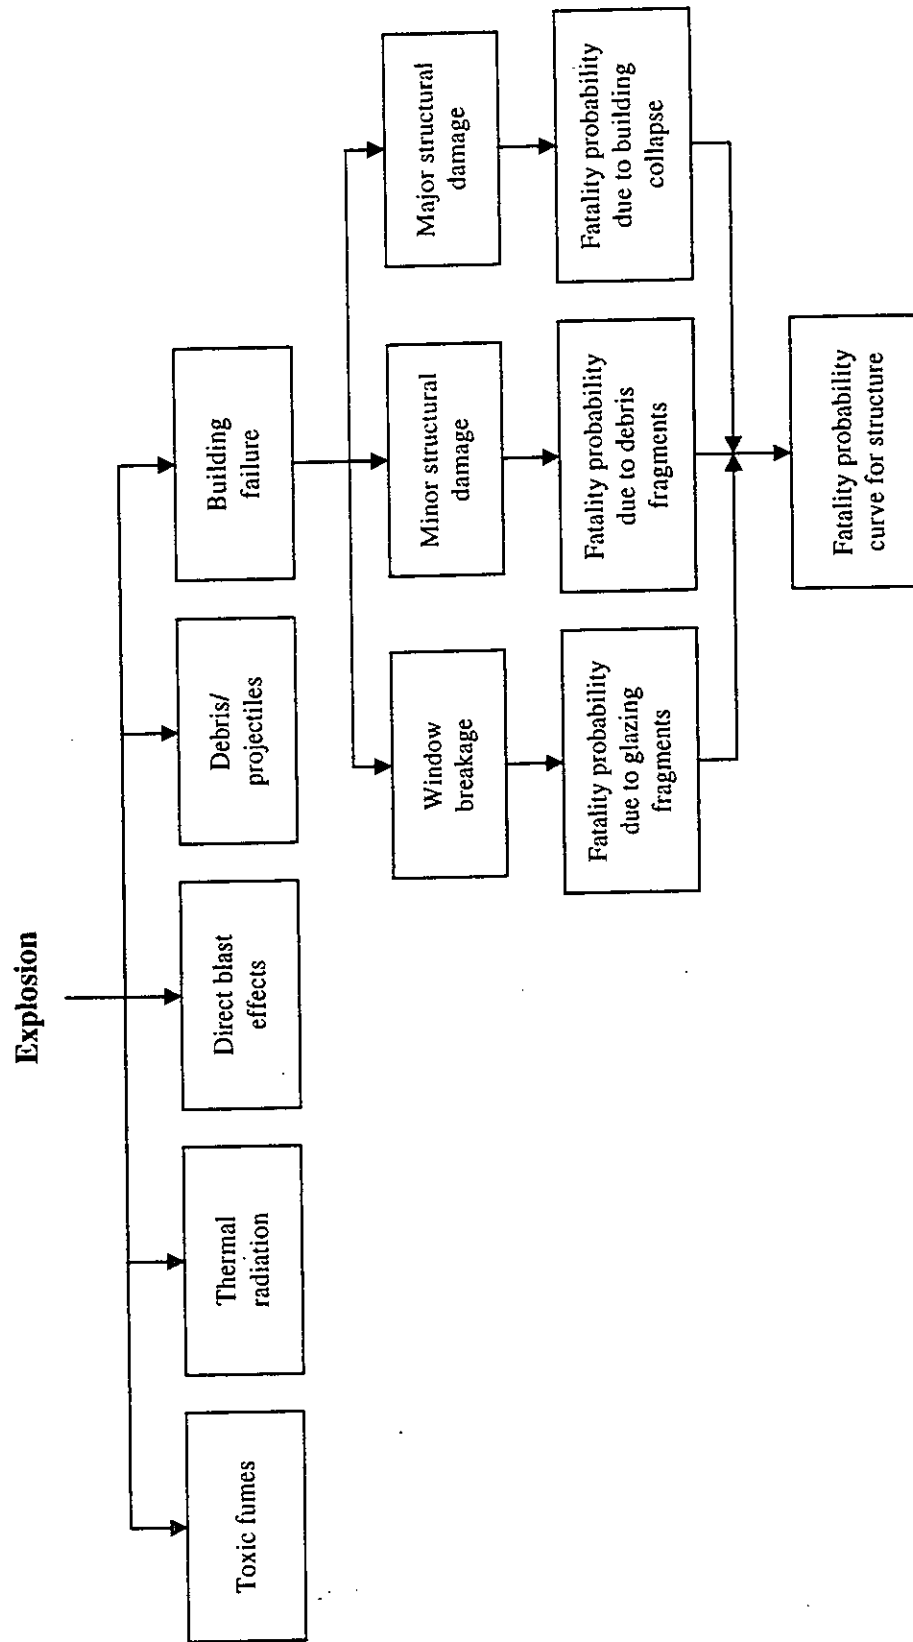 Explosion
Toxic fumes
Thermal
radiation
Direct blast
effects
Debris/
projectiles
Building
failure
Window
breakage
Minor structural
damage
Major structural
damage
Fatality probability
due to glazing
fragments
Fatality probability
due to debris
fragments
Fatality probability
due to building
collapse
Fatality probability
curve for structure